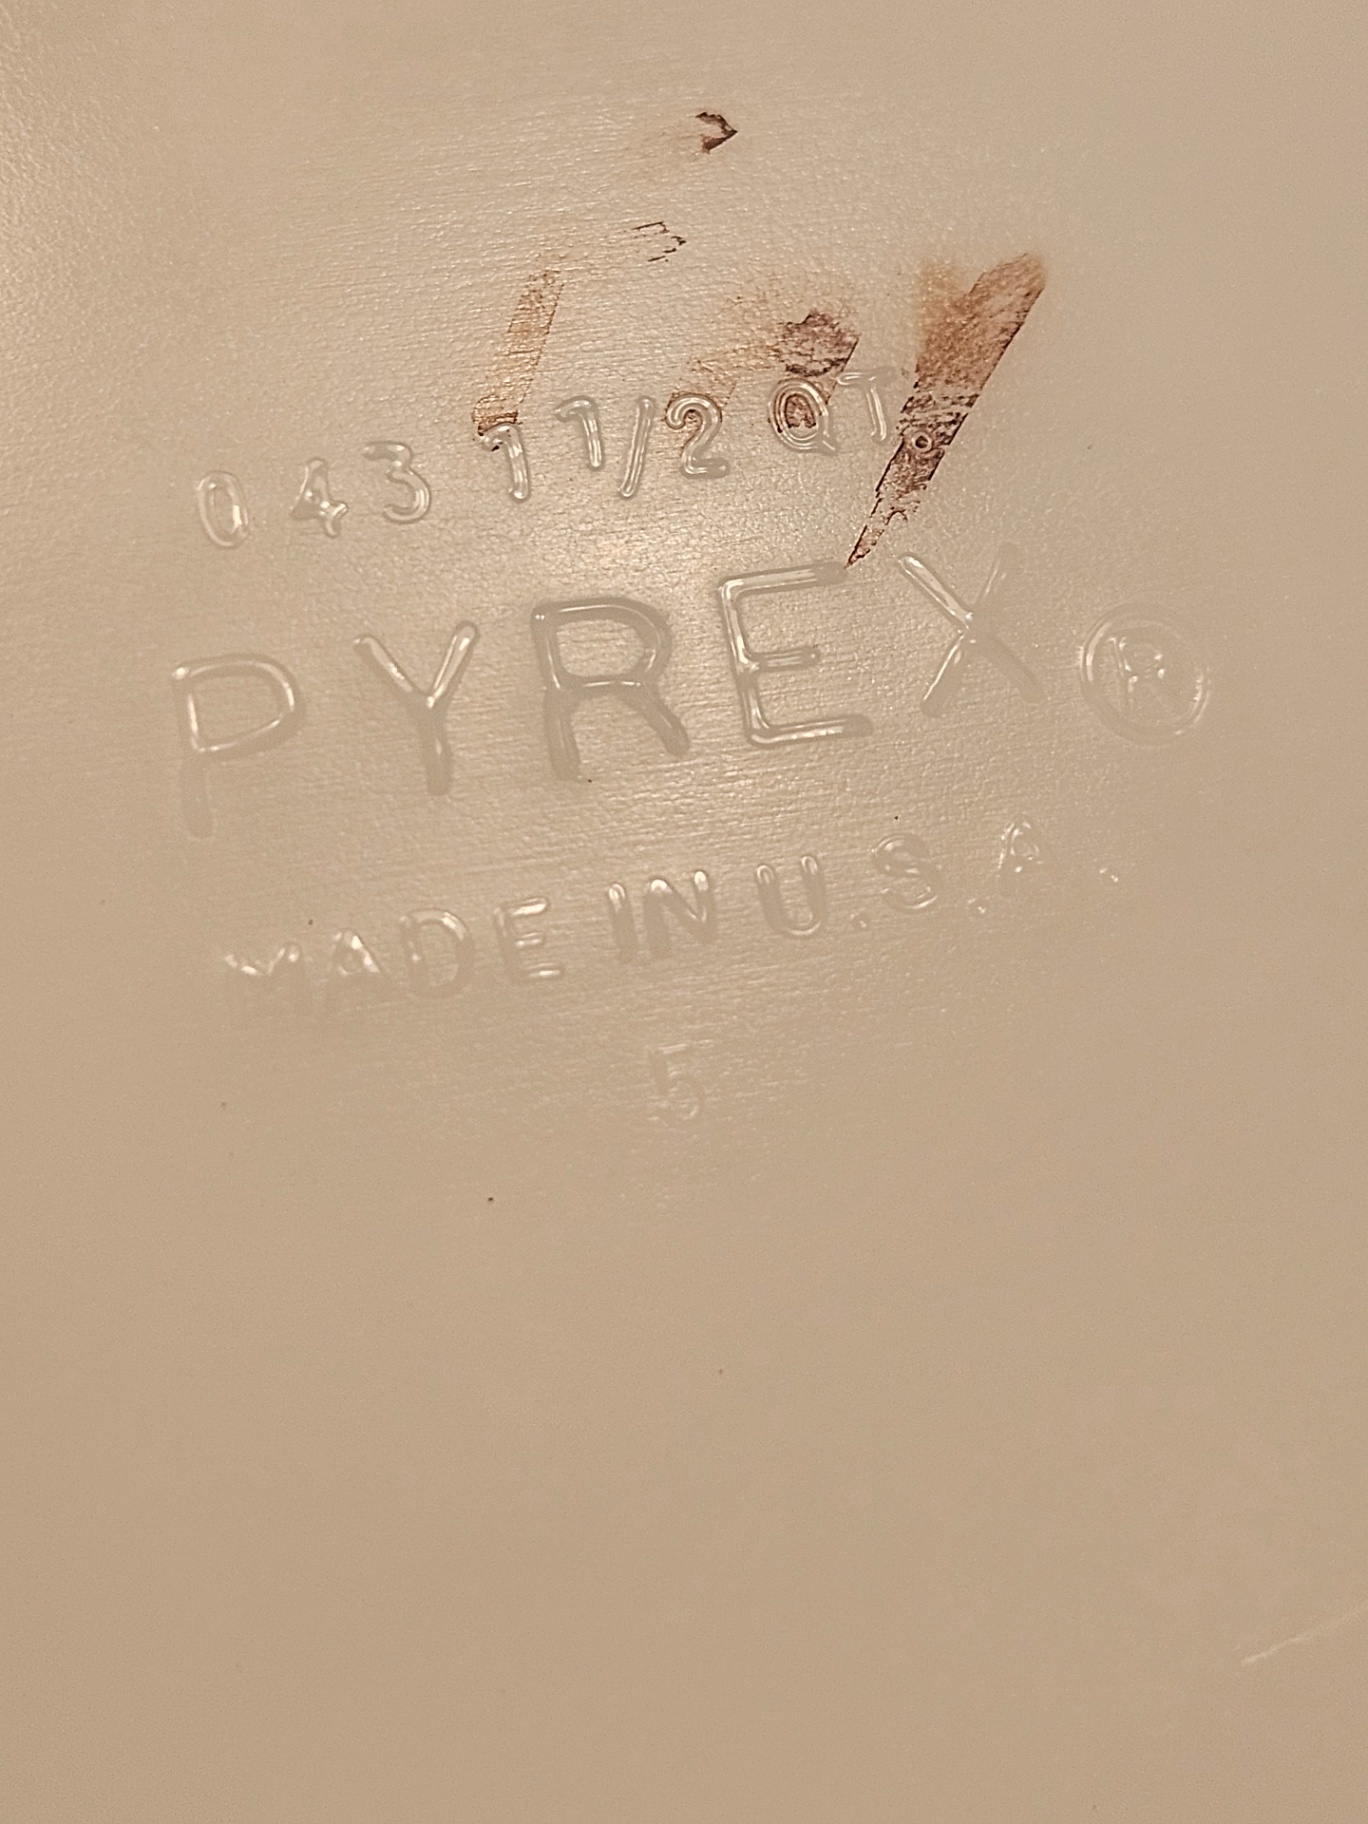 043 1 1/2 QT.
PYREX ®
MADE IN U.S.A.
5